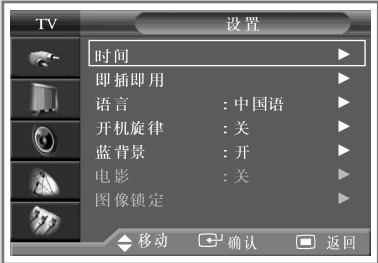 TV 设置
时间
即插即用
语言 : 中国语
开机旋律 : 关
蓝背景 : 开
电影 : 关
图像锁定
移动 确认 返回